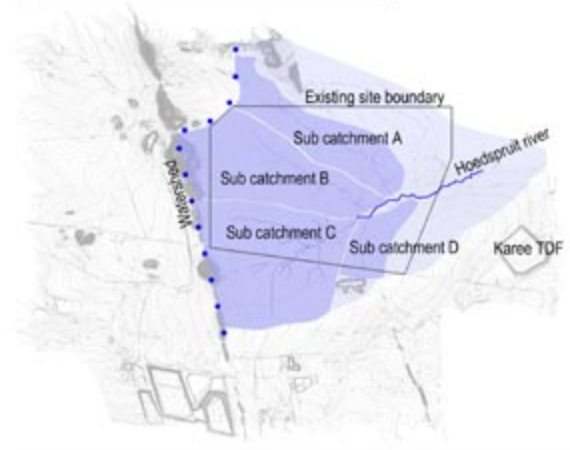 Existing site boundary
Sub catchment A
Hoedspruit river
Sub catchment B
Watershed
Sub catchment C
Sub catchment D
Karee TDF